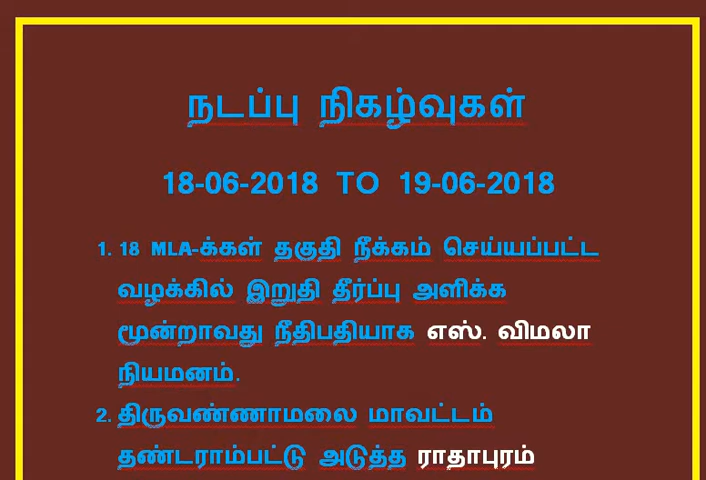 நடப்பு நிகழ்வுகள்
18-06-2018 TO 19-06-2018
1. 18 MLA-க்கள் தகுதி நீக்கம் செய்யப்பட்ட
வழக்கில் இறுதி தீர்ப்பு அளிக்க
மூன்றாவது நீதிபதியாக எஸ். விமலா
நியமனம்.
2. திருவண்ணாமலை மாவட்டம்
தண்டராம்பட்டு அடுத்த ராதாபுரம்